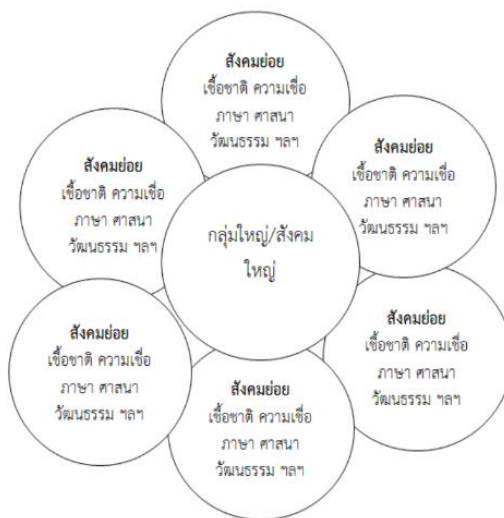 สังคมย่อย
เชื้อชาติ ความเชื่อ
ภาษา ศาสนา
วัฒนธรรม ฯลฯ
สังคมย่อย
เชื้อชาติ ความเชื่อ
ภาษา ศาสนา
วัฒนธรรม ฯลฯ
สังคมย่อย
เชื้อชาติ ความเชื่อ
ภาษา ศาสนา
วัฒนธรรม ฯลฯ
กลุ่มใหญ่/สังคม
ใหญ่
สังคมย่อย
เชื้อชาติ ความเชื่อ
ภาษา ศาสนา
วัฒนธรรม ฯลฯ
สังคมย่อย
เชื้อชาติ ความเชื่อ
ภาษา ศาสนา
วัฒนธรรม ฯลฯ
สังคมย่อย
เชื้อชาติ ความเชื่อ
ภาษา ศาสนา
วัฒนธรรม ฯลฯ